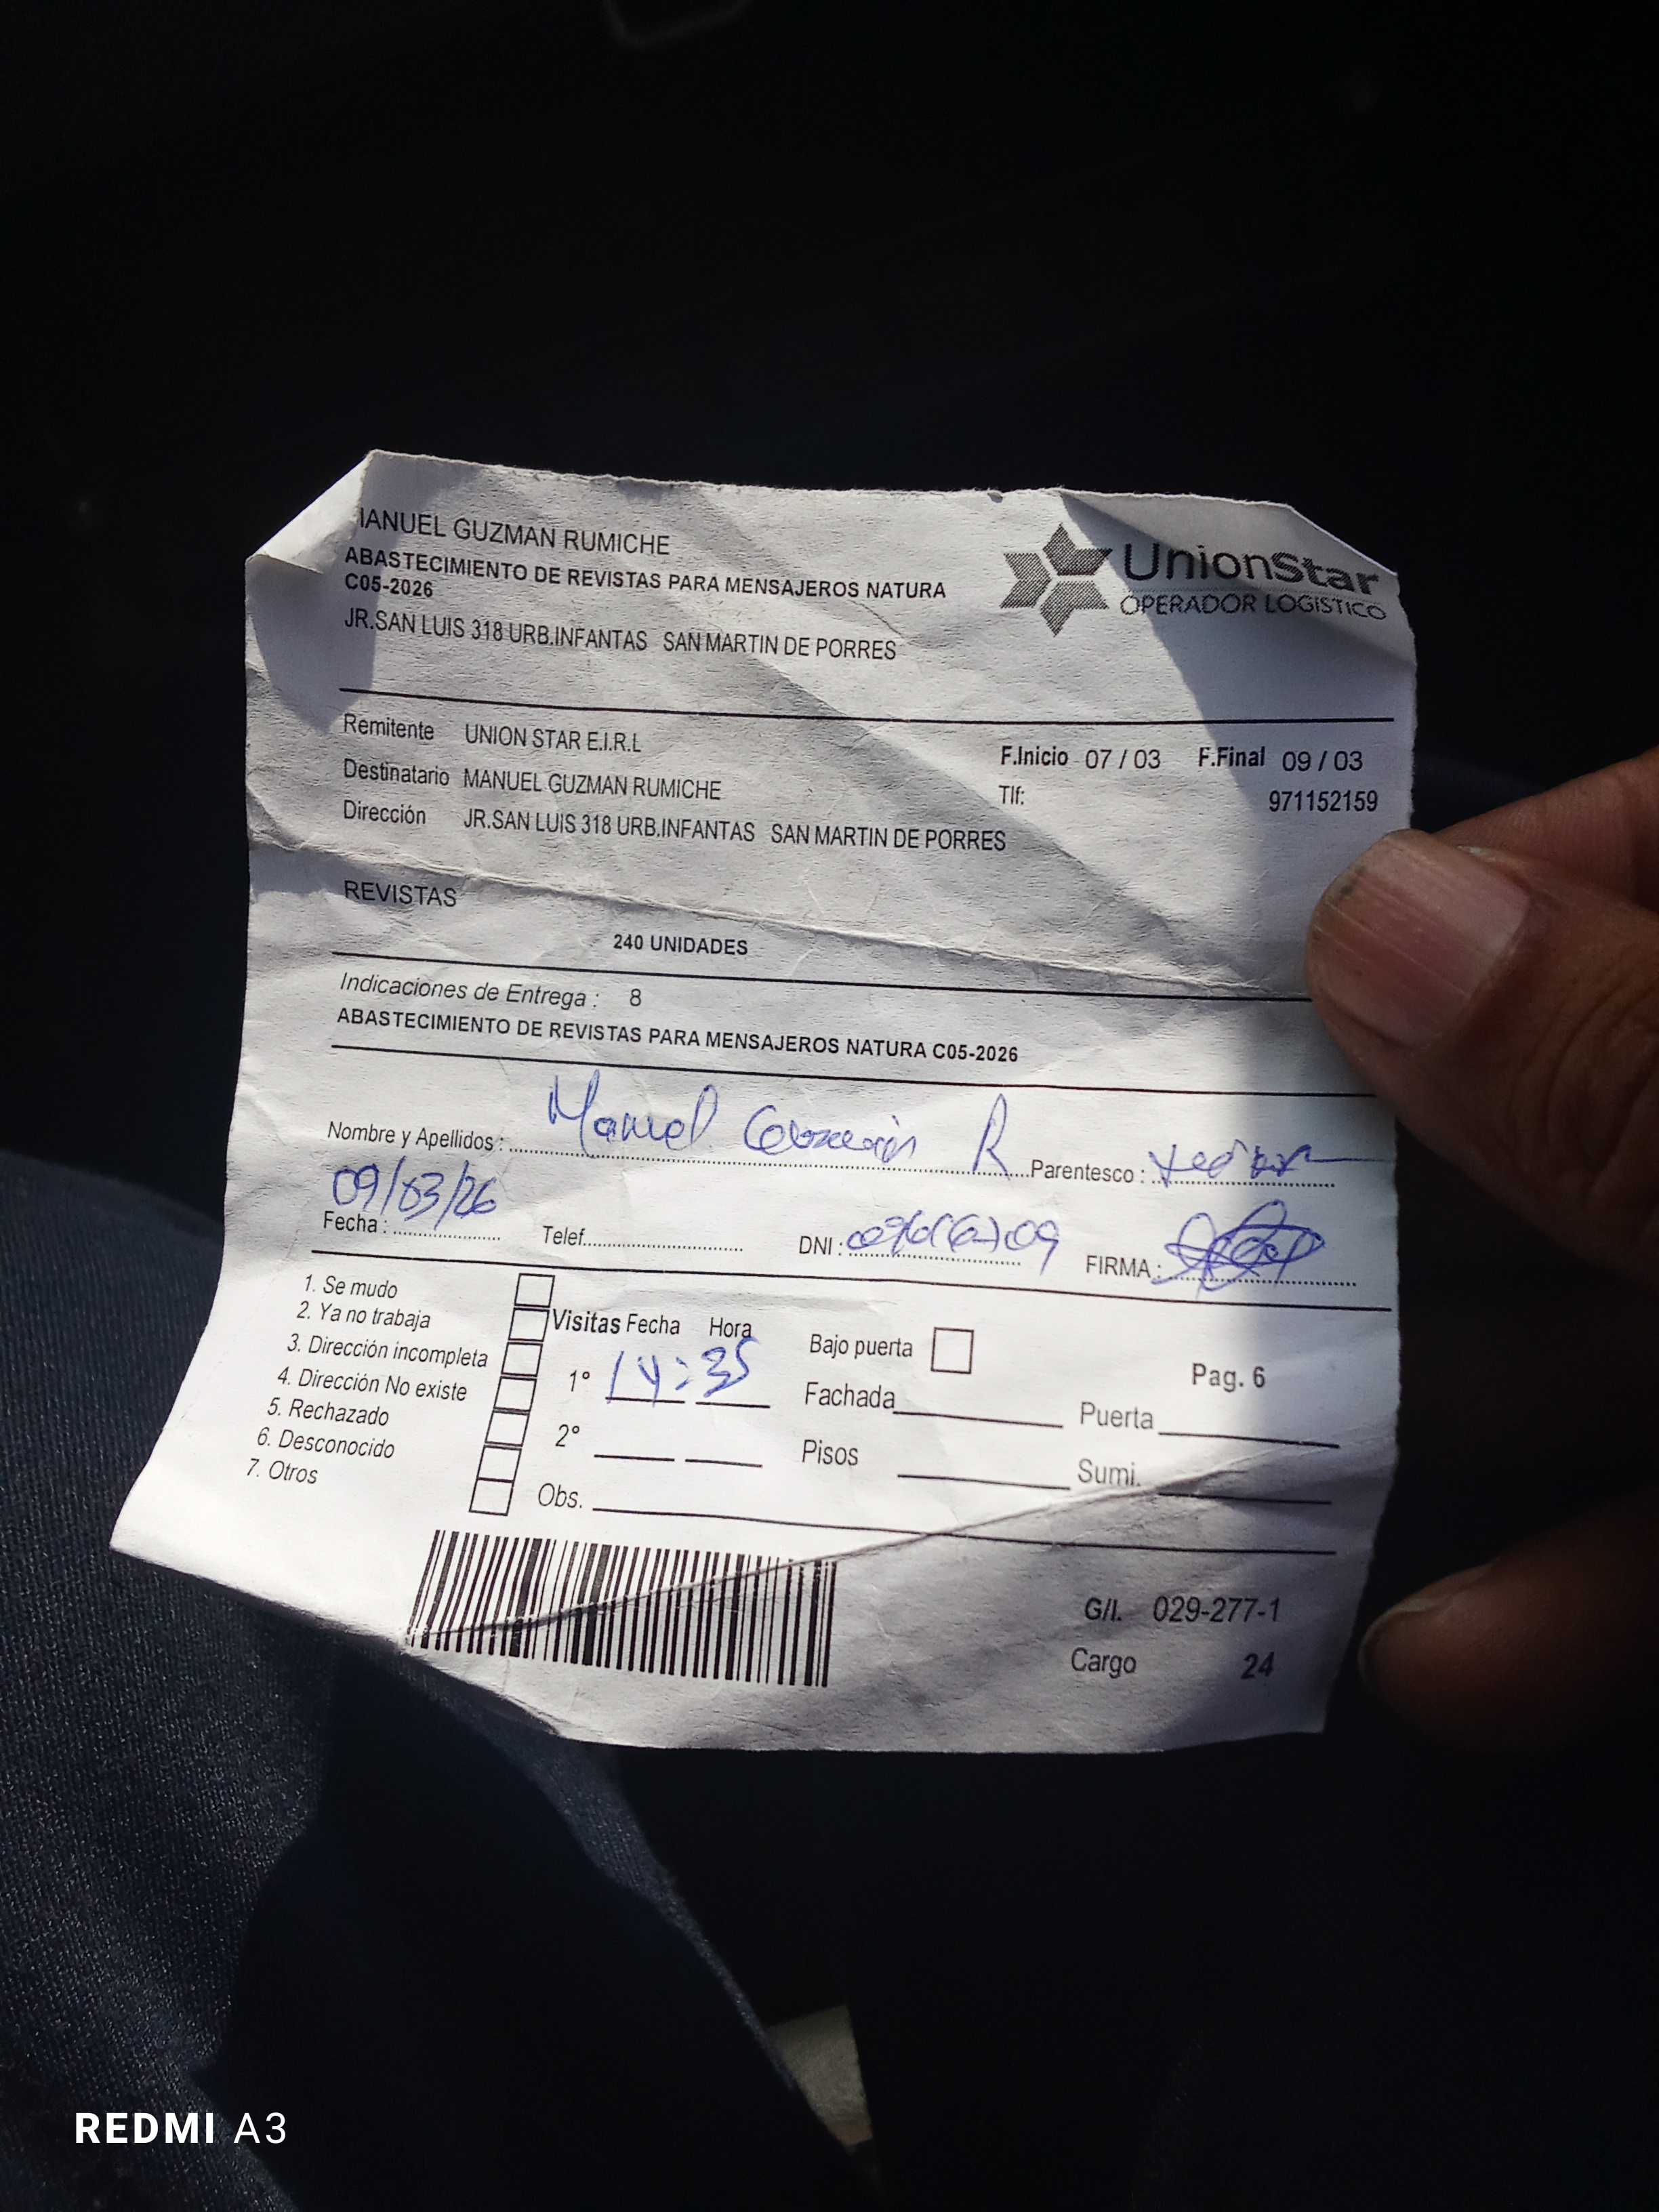 IANUEL GUZMAN RUMICHE
ABASTECIMIENTO DE REVISTAS PARA MENSAJEROS NATURA
C05-2026
JR.SAN LUIS 318 URB.INFANTAS SAN MARTIN DE PORRES
UnionStar
OPERADOR LOGISTICO
Remitente UNION STAR E.I.R.L
F.Inicio 07 / 03 F.Final 09 / 03
Destinatario MANUEL GUZMAN RUMICHE
Tlf: 971152159
Dirección JR.SAN LUIS 318 URB.INFANTAS SAN MARTIN DE PORRES
REVISTAS
240 UNIDADES
Indicaciones de Entrega : 8
ABASTECIMIENTO DE REVISTAS PARA MENSAJEROS NATURA C05-2026
Nombre y Apellidos : Manuel Guzmán R Parentesco :
Fecha : 09/03/26 Telef. DNI : FIRMA :
1. Se mudo
2. Ya no trabaja
3. Dirección incompleta
4. Dirección No existe
5. Rechazado
6. Desconocido
7. Otros
Visitas Fecha Hora
1° 14:35
2°
Obs.
Bajo puerta
Fachada
Pisos
Pag. 6
Puerta
Sumi.
G/I. 029-277-1
Cargo 24
REDMI A3